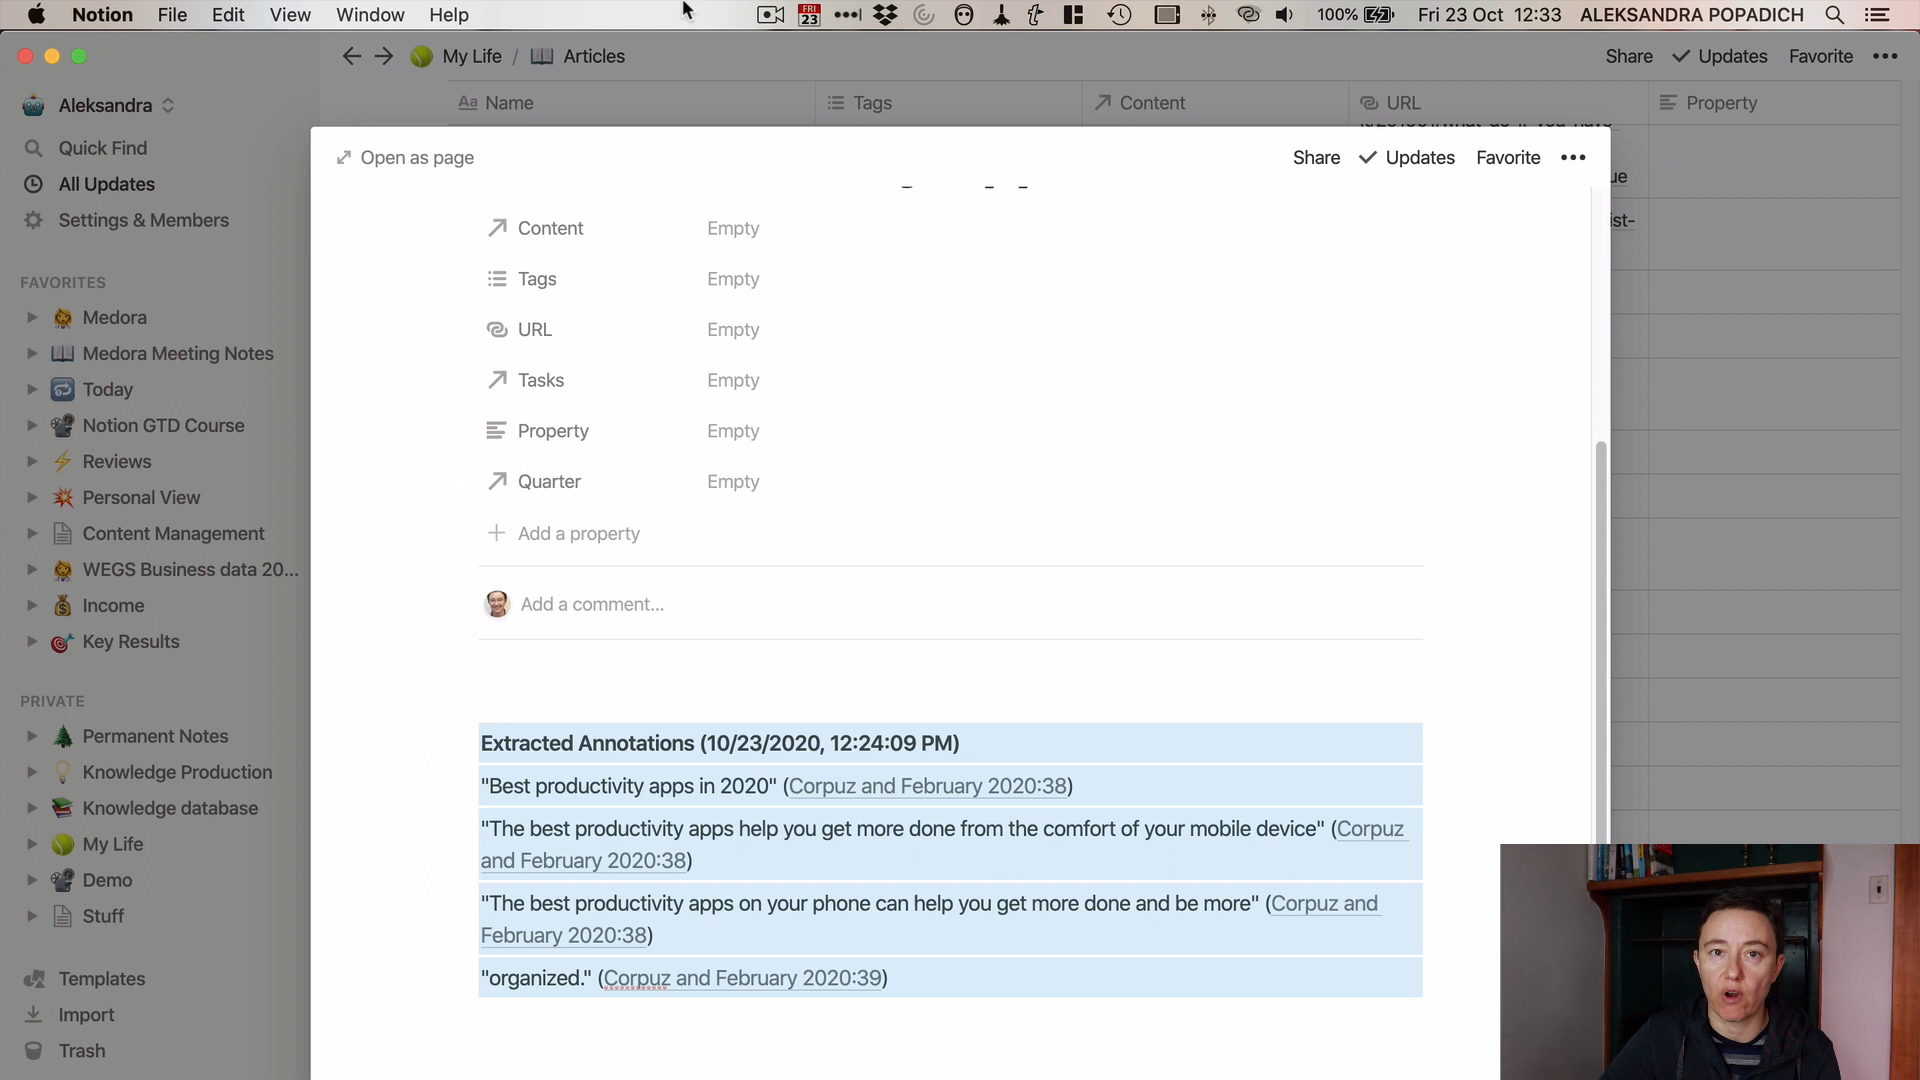 Notion File Edit View Window Help
FRI 23
100% Fri 23 Oct 12:33 ALEKSANDRA POPADICH
My Life / Articles
Share Updates Favorite
Aleksandra
Name Tags Content URL Property
Quick Find
All Updates
Settings & Members
FAVORITES
Medora
Medora Meeting Notes
Today
Notion GTD Course
Reviews
Personal View
Content Management
WEGS Business data 20...
Income
Key Results
PRIVATE
Permanent Notes
Knowledge Production
Knowledge database
My Life
Demo
Stuff
Templates
Import
Trash
Open as page
Share Updates Favorite
ue
ist-
Content Empty
Tags Empty
URL Empty
Tasks Empty
Property Empty
Quarter Empty
Add a property
Add a comment...
Extracted Annotations (10/23/2020, 12:24:09 PM)
"Best productivity apps in 2020" (Corpuz and February 2020:38)
"The best productivity apps help you get more done from the comfort of your mobile device" (Corpuz
and February 2020:38)
"The best productivity apps on your phone can help you get more done and be more" (Corpuz and
February 2020:38)
"organized." (Corpuz and February 2020:39)